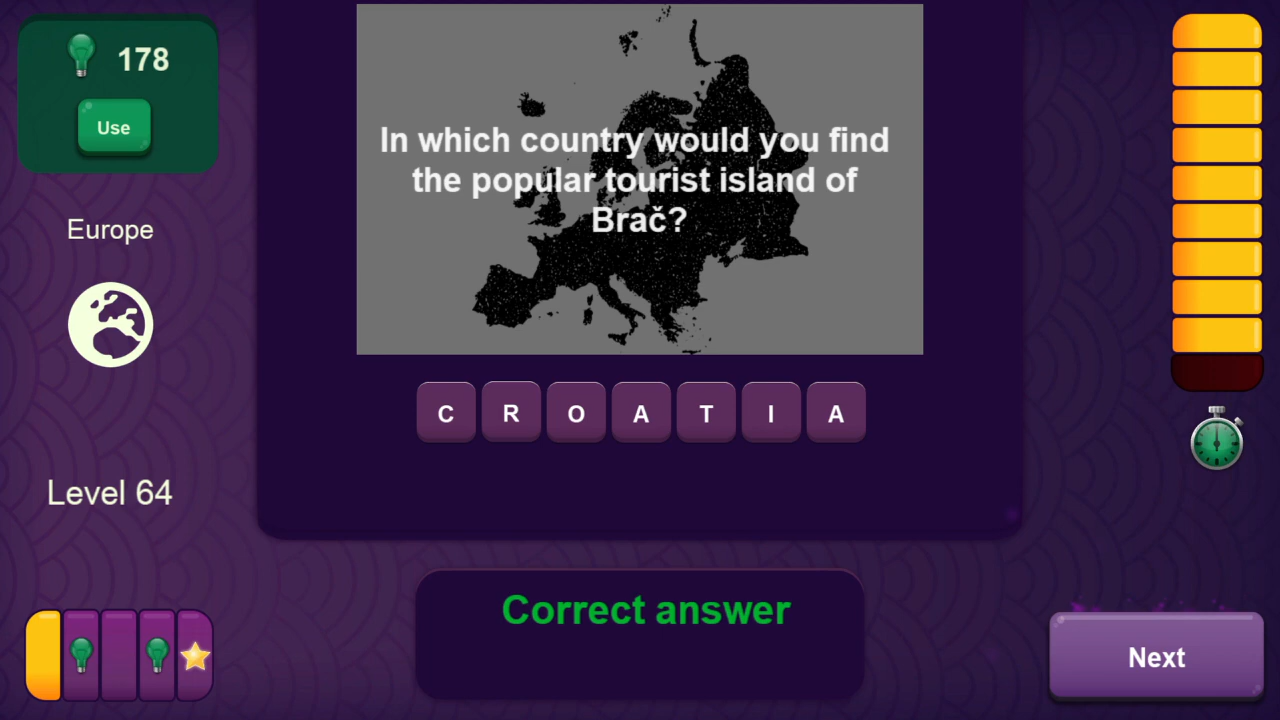 178
Use
Europe
Level 64
In which country would you find
the popular tourist island of
Brač?
C R O A T I A
Correct answer
Next